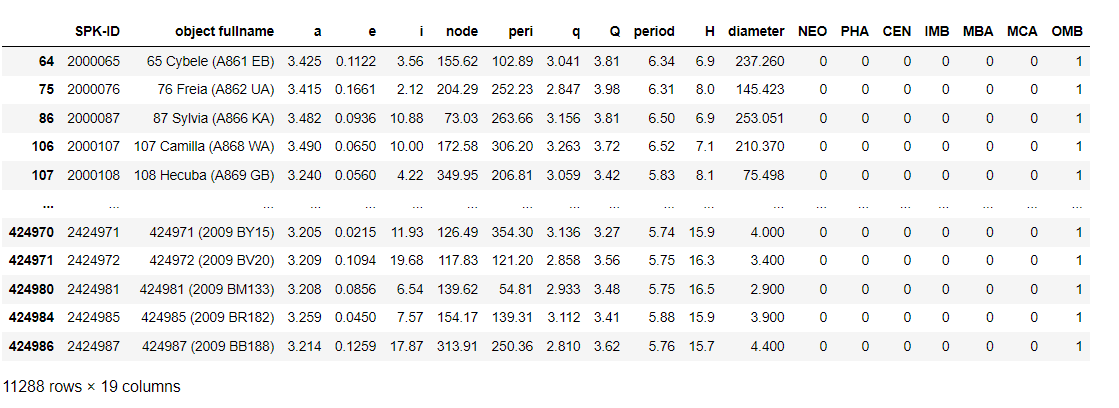 SPK-ID object fullname a e i node peri q Q period H diameter NEO PHA CEN IMB MBA MCA OMB
64 2000065 65 Cybele (A861 EB) 3.425 0.1122 3.56 155.62 102.89 3.041 3.81 6.34 6.9 237.260 0 0 0 0 0 0 1
75 2000076 76 Freia (A862 UA) 3.415 0.1661 2.12 204.29 252.23 2.847 3.98 6.31 8.0 145.423 0 0 0 0 0 0 1
86 2000087 87 Sylvia (A866 KA) 3.482 0.0936 10.88 73.03 263.66 3.156 3.81 6.50 6.9 253.051 0 0 0 0 0 0 1
106 2000107 107 Camilla (A868 WA) 3.490 0.0650 10.00 172.58 306.20 3.263 3.72 6.52 7.1 210.370 0 0 0 0 0 0 1
107 2000108 108 Hecuba (A869 GB) 3.240 0.0560 4.22 349.95 206.81 3.059 3.42 5.83 8.1 75.498 0 0 0 0 0 0 1
... ... ... ... ... ... ... ... ... ... ... ... ... ... ... ... ... ... ... ...
424970 2424971 424971 (2009 BY15) 3.205 0.0215 11.93 126.49 354.30 3.136 3.27 5.74 15.9 4.000 0 0 0 0 0 0 1
424971 2424972 424972 (2009 BV20) 3.209 0.1094 19.68 117.83 121.20 2.858 3.56 5.75 16.3 3.400 0 0 0 0 0 0 1
424980 2424981 424981 (2009 BM133) 3.208 0.0856 6.54 139.62 54.81 2.933 3.48 5.75 16.5 2.900 0 0 0 0 0 0 1
424984 2424985 424985 (2009 BR182) 3.259 0.0450 7.57 154.17 139.31 3.112 3.41 5.88 15.9 3.900 0 0 0 0 0 0 1
424986 2424987 424987 (2009 BB188) 3.214 0.1259 17.87 313.91 250.36 2.810 3.62 5.76 15.7 4.400 0 0 0 0 0 0 1
11288 rows × 19 columns